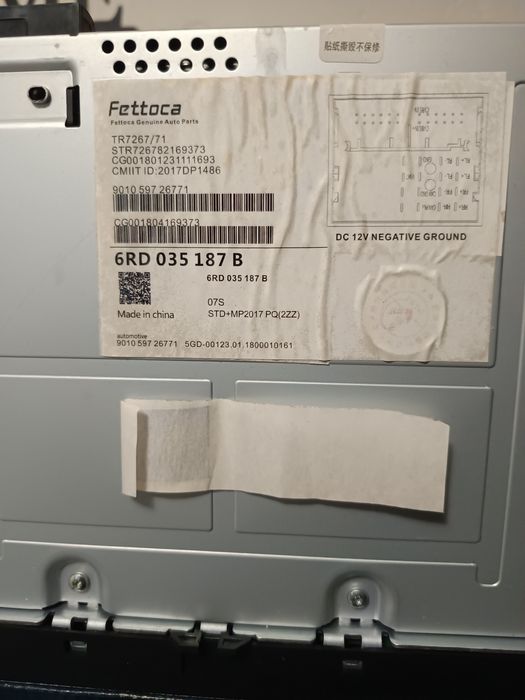 贴纸撕毁不保修
Fettoca
Fettoca Genuine Auto Parts
TR7267/71
STR726782169373
CG001801231111693
CMIIT ID:2017DP1486
9010 597 26771
CG001804169373
DC 12V NEGATIVE GROUND
6RD 035 187 B
6RD 035 187 B
07S
Made in china
STD+MP2017 PQ(2ZZ)
automotive
9010 597 26771 5GD-00123.01.1800010161